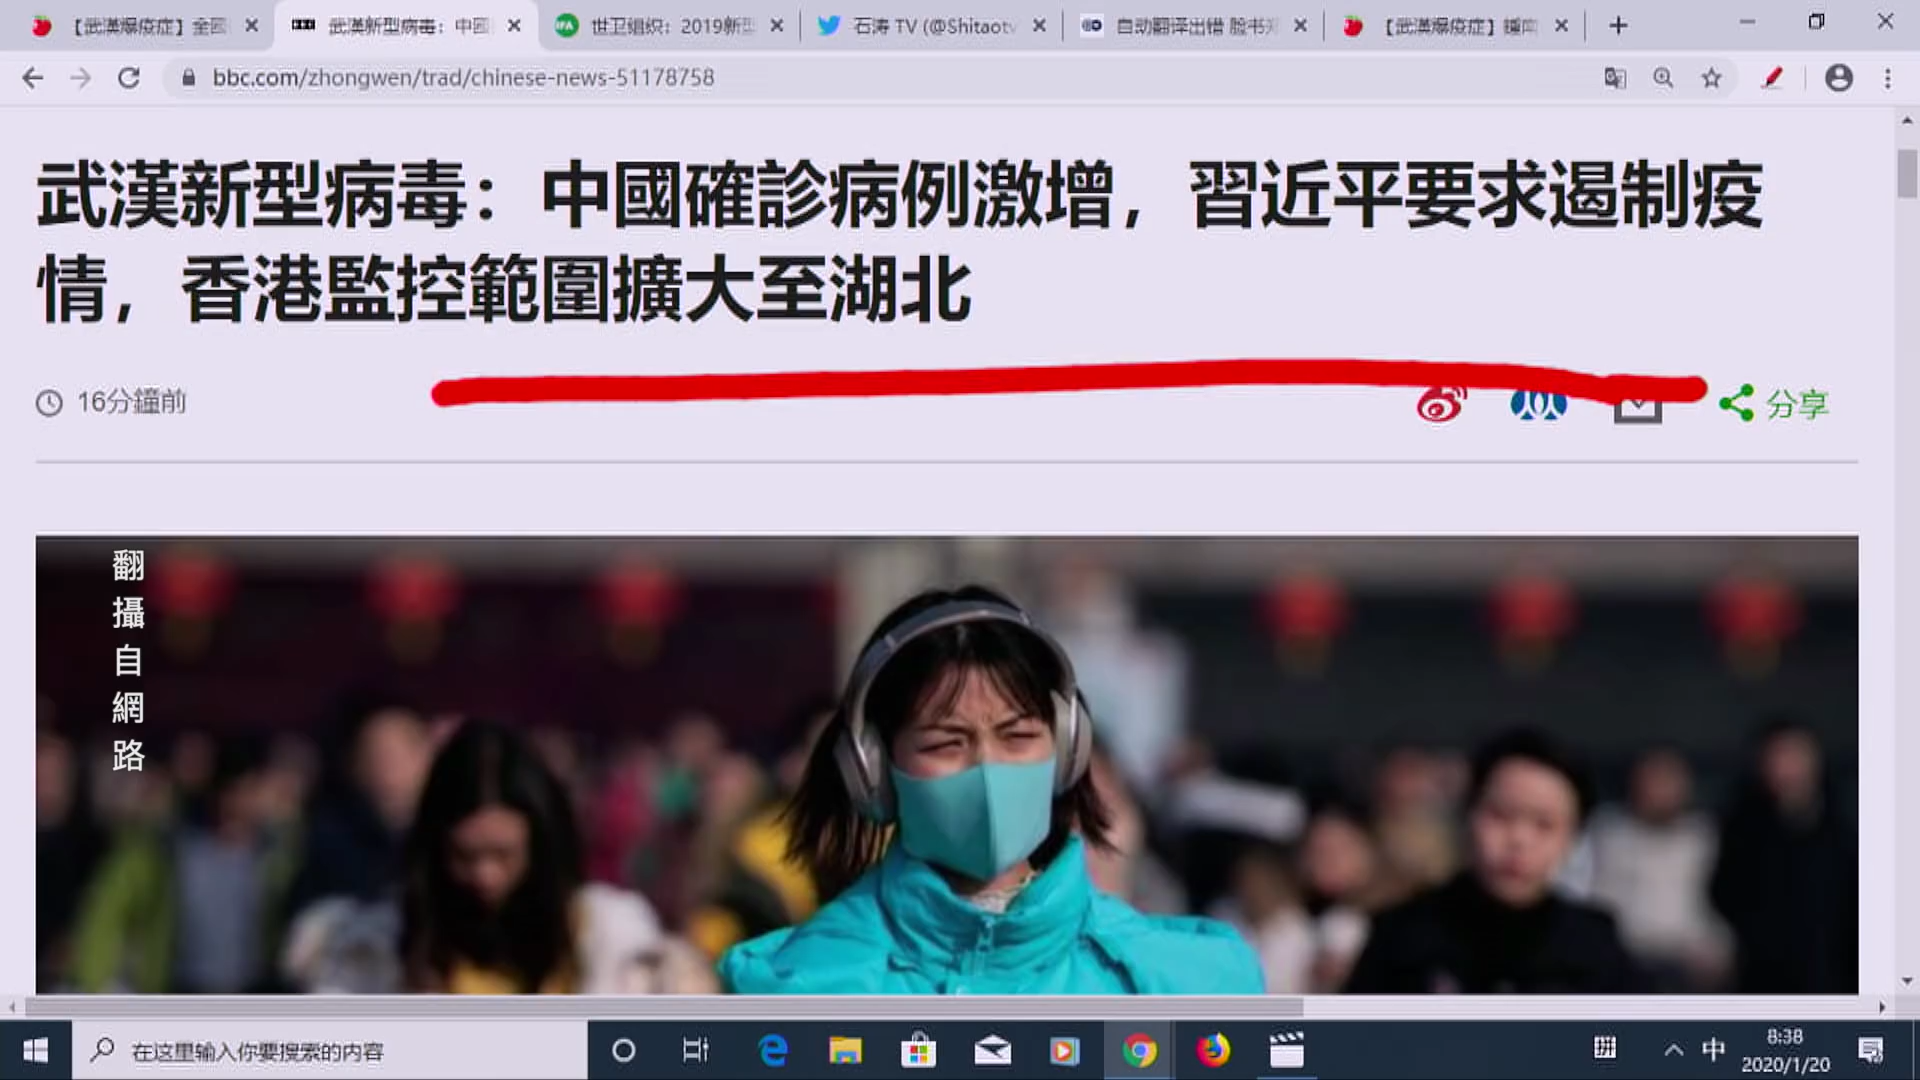 【武漢爆疫症】全國
武漢新型病毒：中國
世卫组织：2019新型
石涛 TV (@Shitaotv
自动翻译出错 脸书
【武漢爆疫症】
bbc.com/zhongwen/trad/chinese-news-51178758
武漢新型病毒：中國確診病例激增，習近平要求遏制疫
情，香港監控範圍擴大至湖北
16分鐘前
分享
翻攝自網路
在这里输入你要搜索的内容
拼
中
8:38
2020/1/20